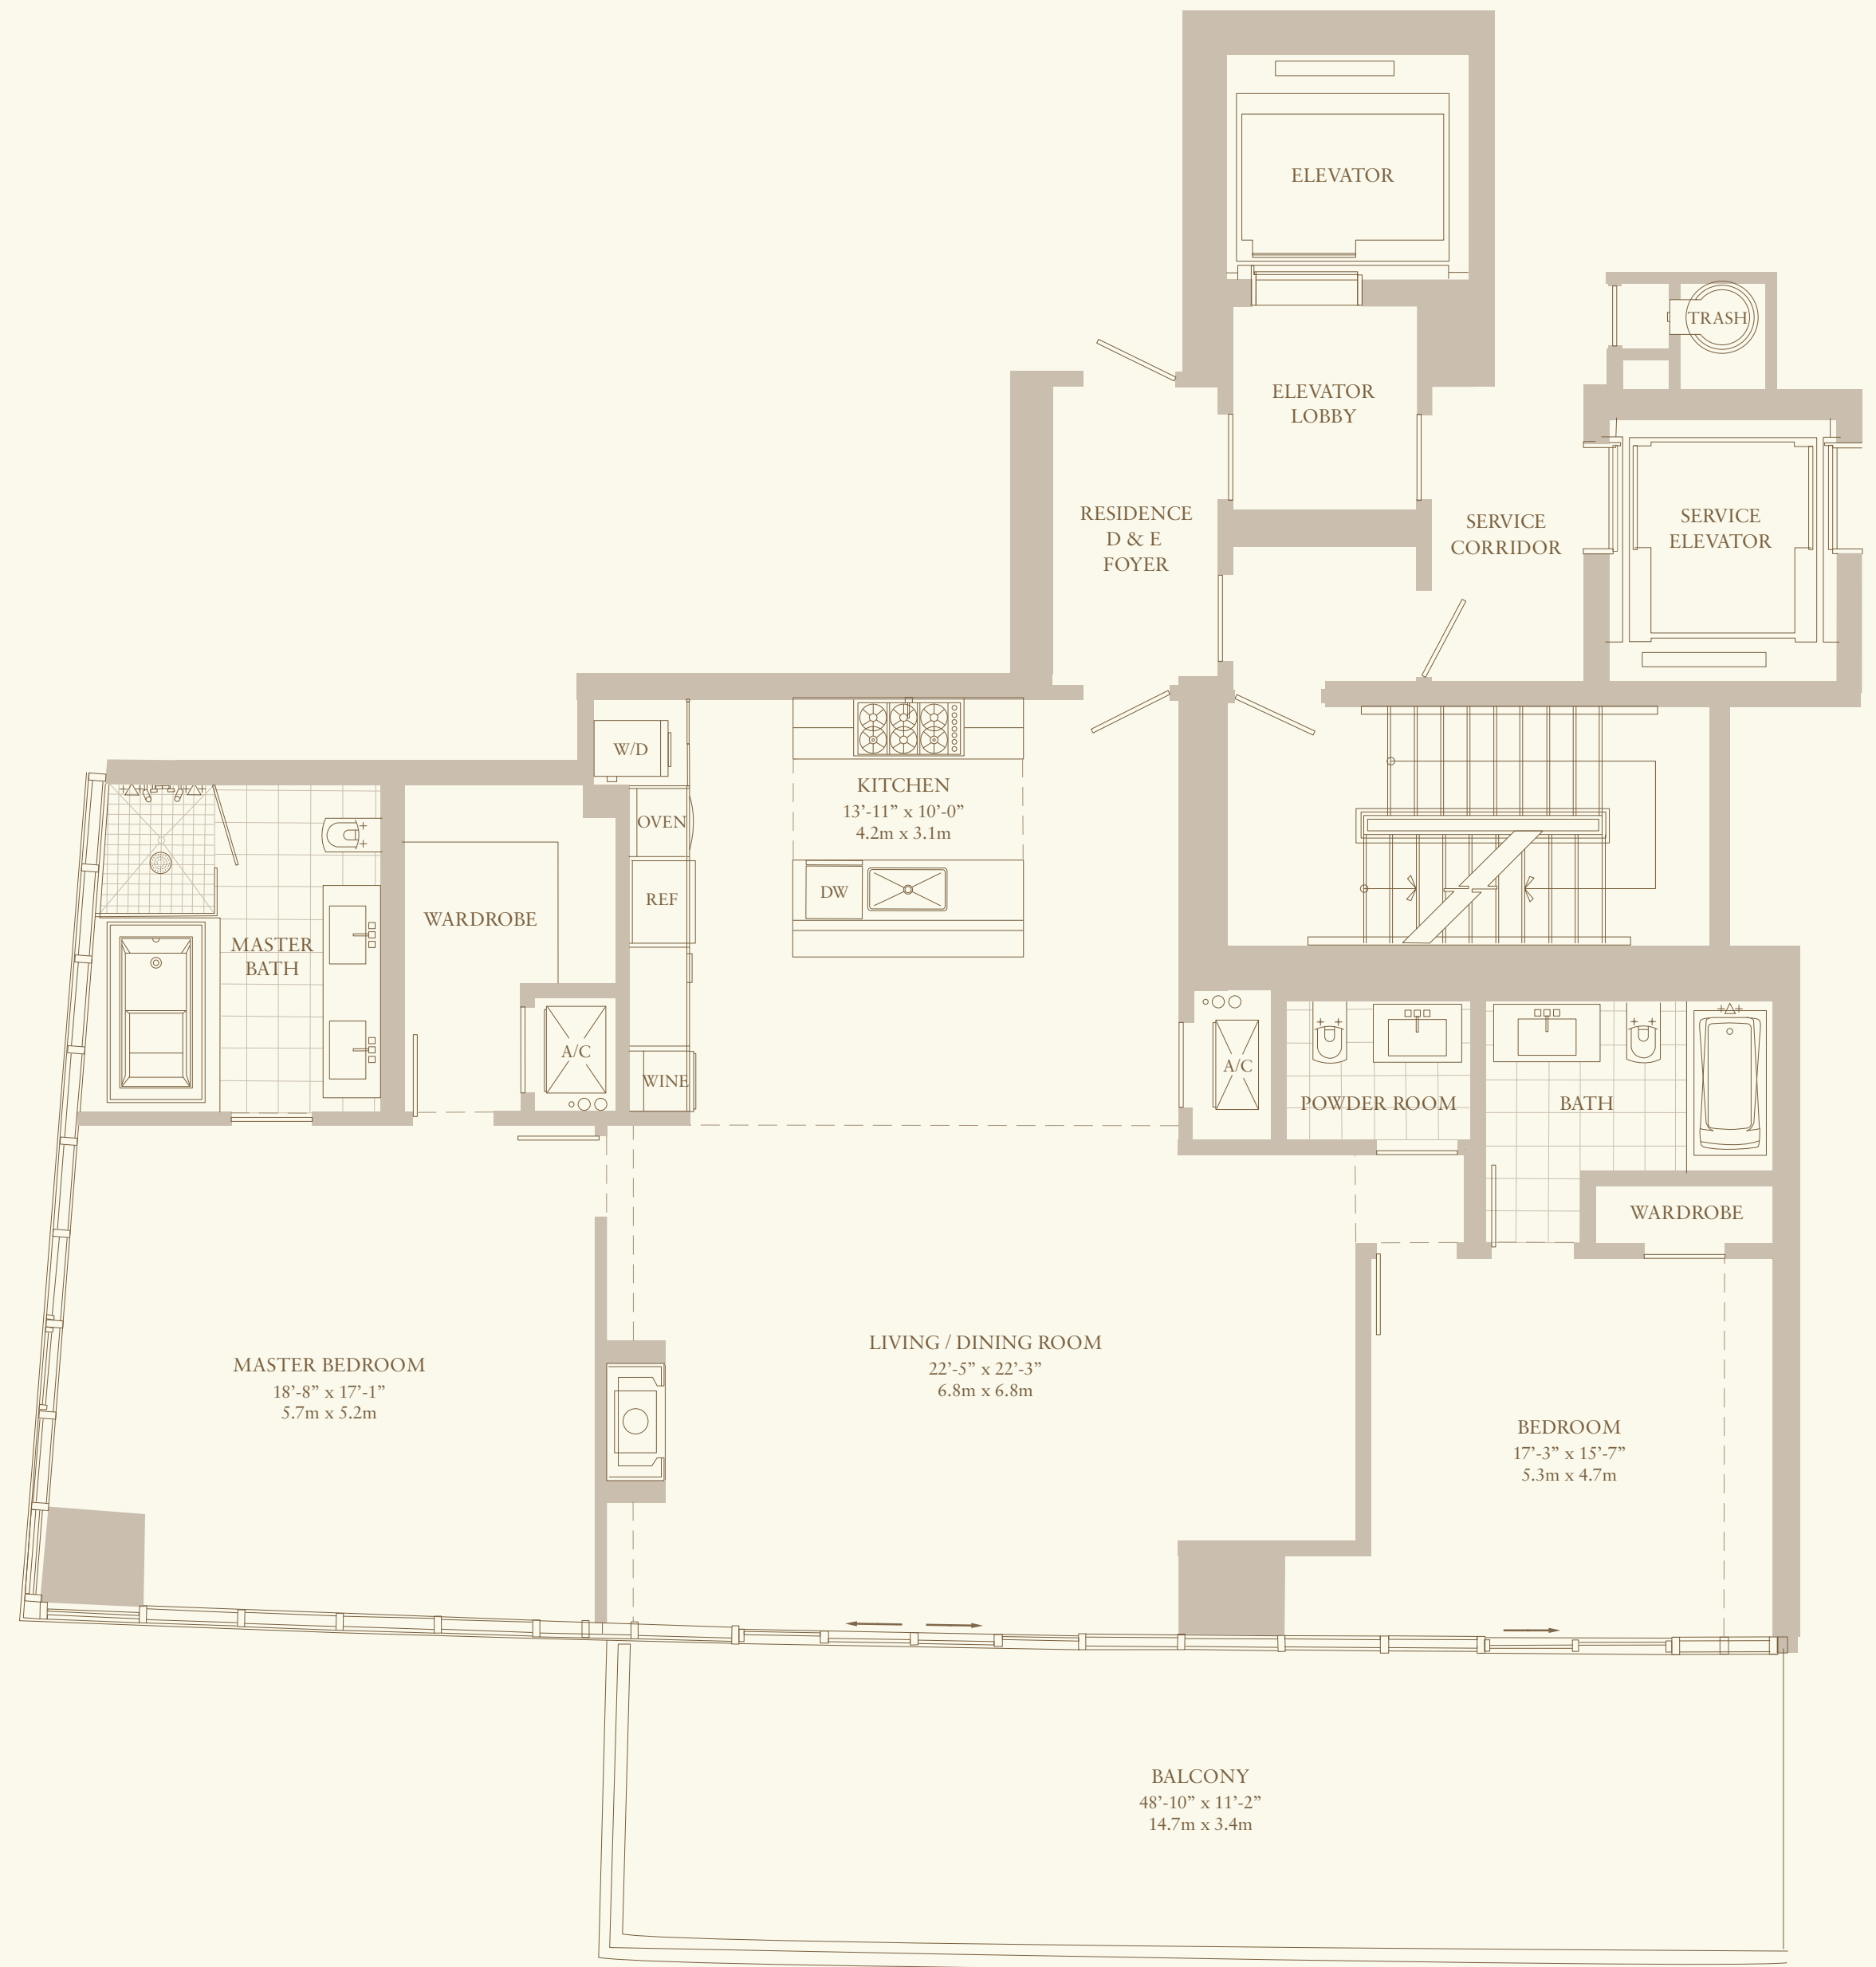 ELEVATOR
TRASH
ELEVATOR
LOBBY
RESIDENCE
D & E
FOYER
SERVICE
CORRIDOR
SERVICE
ELEVATOR
W/D
KITCHEN
13’-11” x 10’-0”
4.2m x 3.1m
OVEN
REF
DW
WARDROBE
MASTER
BATH
A/C
WINE
A/C
POWDER ROOM
BATH
WARDROBE
MASTER BEDROOM
18’-8” x 17’-1”
5.7m x 5.2m
LIVING / DINING ROOM
22’-5” x 22’-3”
6.8m x 6.8m
BEDROOM
17’-3” x 15’-7”
5.3m x 4.7m
BALCONY
48’-10” x 11’-2”
14.7m x 3.4m